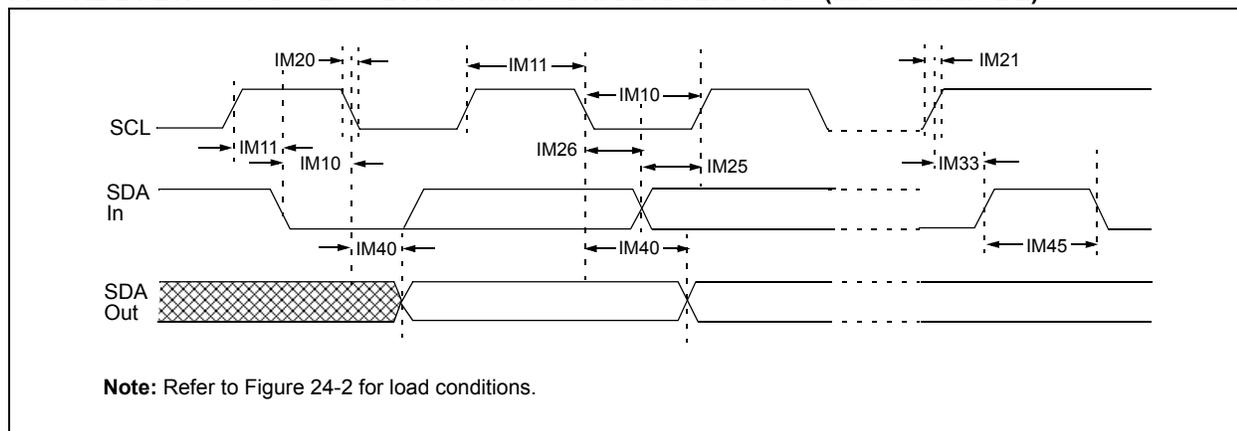 IM20
IM11
IM21
IM10
SCL
IM11
IM10
IM26
IM25
IM33
SDA
In
IM40
IM40
IM45
SDA
Out
Note: Refer to Figure 24-2 for load conditions.